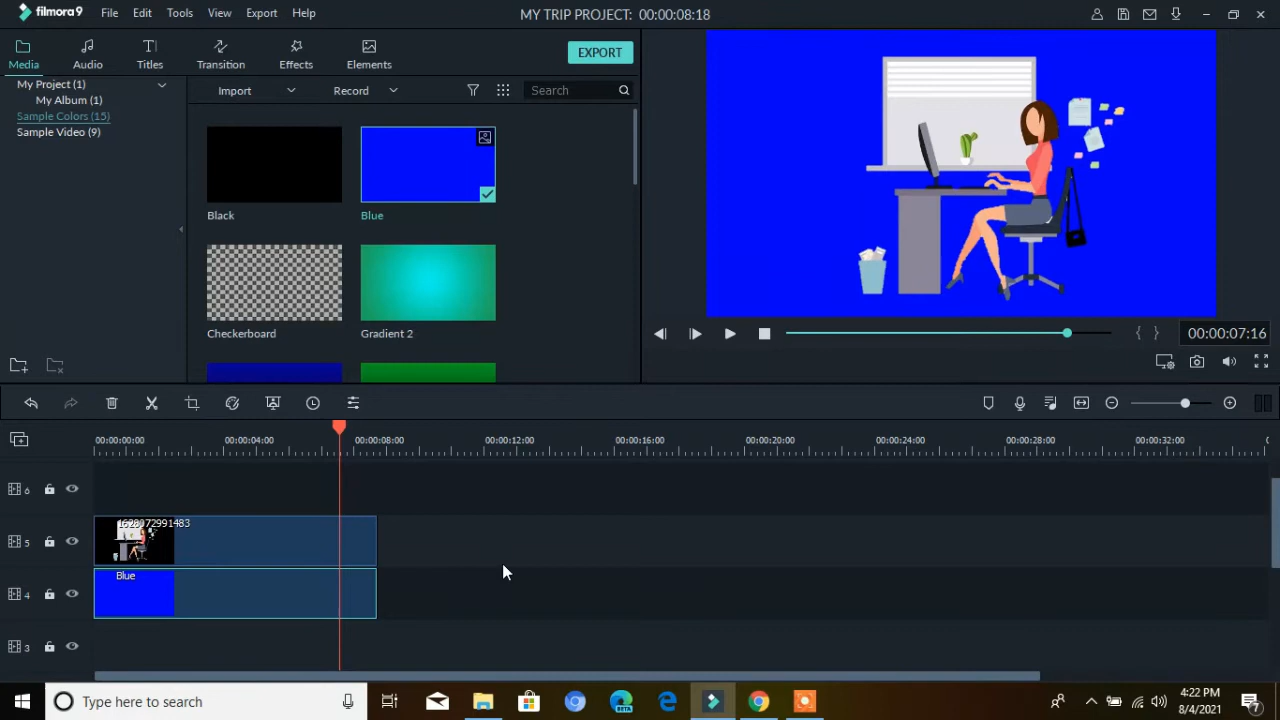 filmora9 File Edit Tools View Export Help MY TRIP PROJECT: 00:00:08:18
Media Audio Titles Transition Effects Elements EXPORT
My Project (1)
My Album (1)
Sample Colors (15)
Sample Video (9)
Import Record Search
Black Blue
Checkerboard Gradient 2
00:00:07:16
00:00:00:00 00:00:04:00 00:00:08:00 00:00:12:00 00:00:16:00 00:00:20:00 00:00:24:00 00:00:28:00 00:00:32:00
6
5 1628072991483
4 Blue
3
Type here to search BETA 4:22 PM
8/4/2021 7